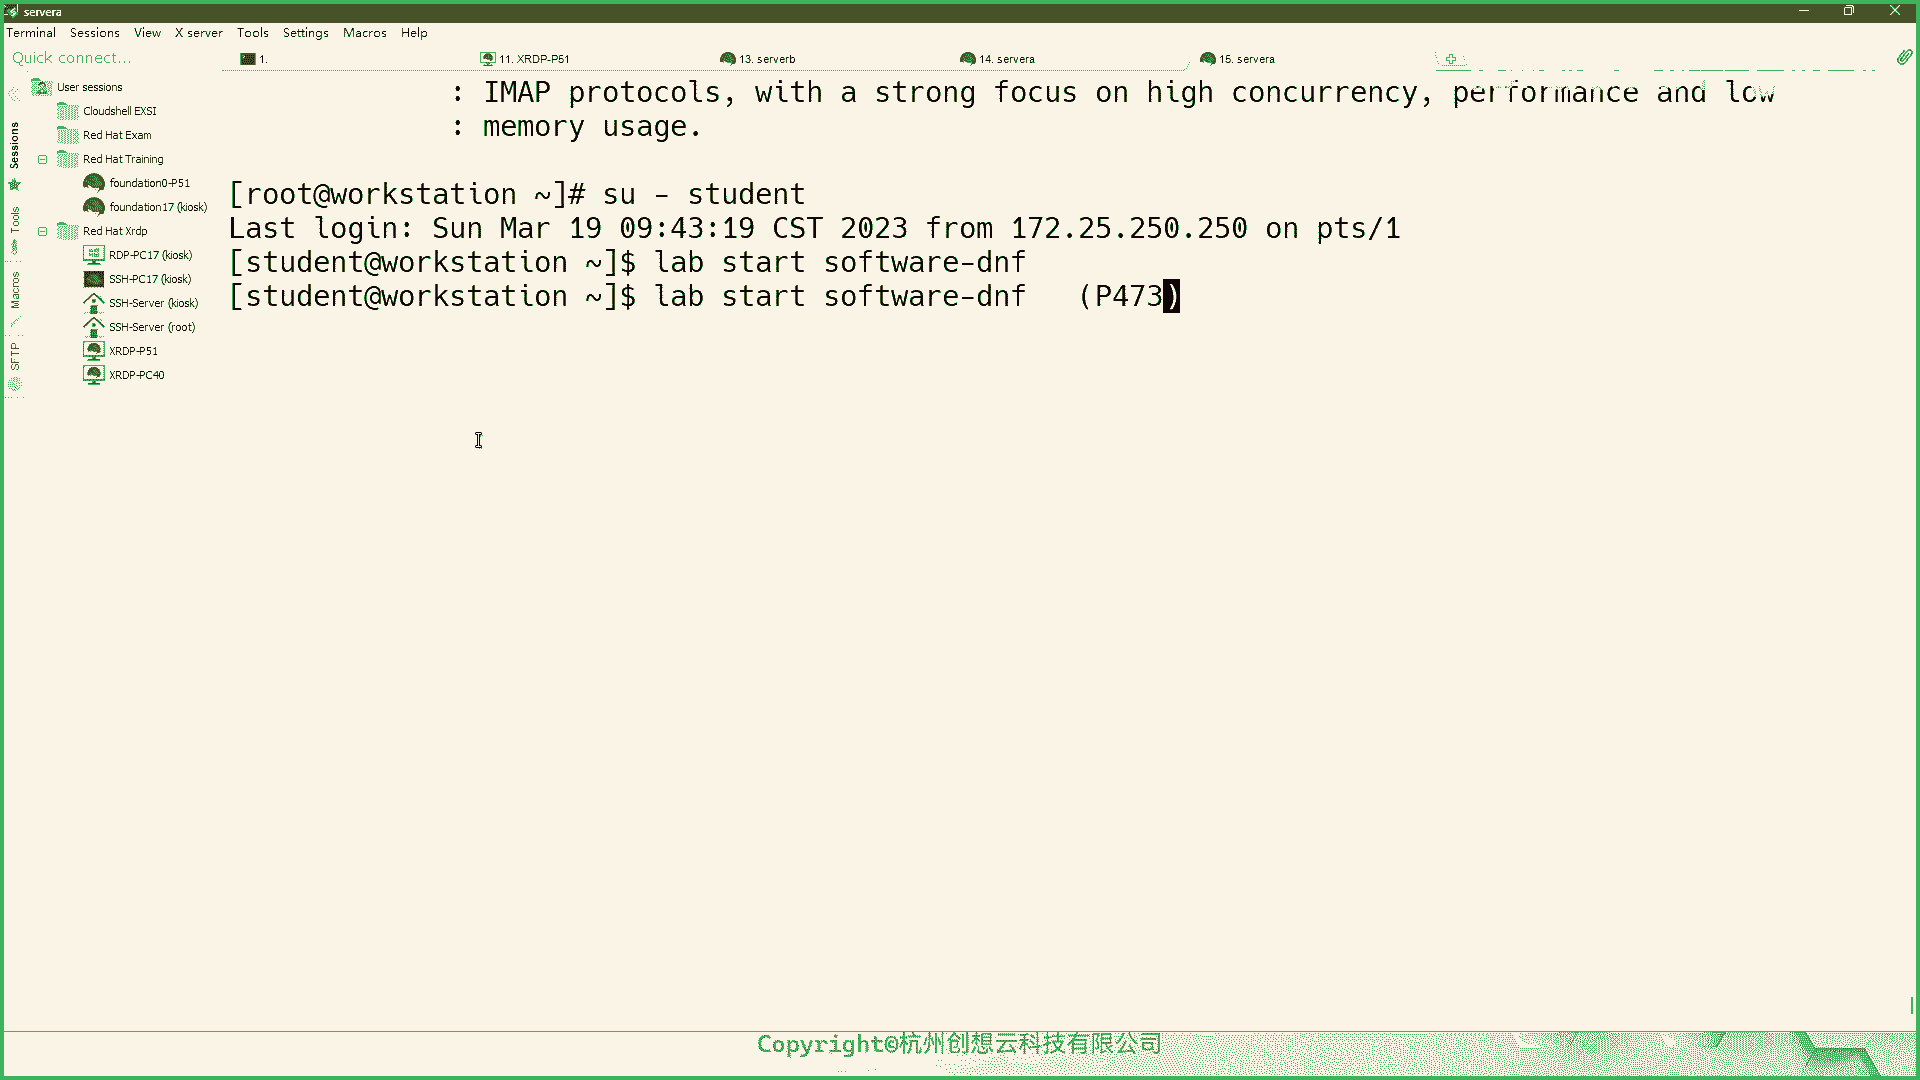 servera
Terminal Sessions View X server Tools Settings Macros Help
Quick connect...
1.
11. XRDP-P51
13. serverb
14. servera
15. servera
User sessions
Cloudshell EXSI
Red Hat Exam
Red Hat Training
foundation0-P51
foundation17 (kiosk)
Red Hat Xrdp
RDP-PC17 (kiosk)
SSH-PC17 (kiosk)
SSH-Server (kiosk)
SSH-Server (root)
XRDP-P51
XRDP-PC40
Sessions
Tools
Macros
SFTP
: IMAP protocols, with a strong focus on high concurrency, performance and low
: memory usage.
[root@workstation ~]# su - student
Last login: Sun Mar 19 09:43:19 CST 2023 from 172.25.250.250 on pts/1
[student@workstation ~]$ lab start software-dnf
[student@workstation ~]$ lab start software-dnf (P473)
Copyright©杭州创想云科技有限公司